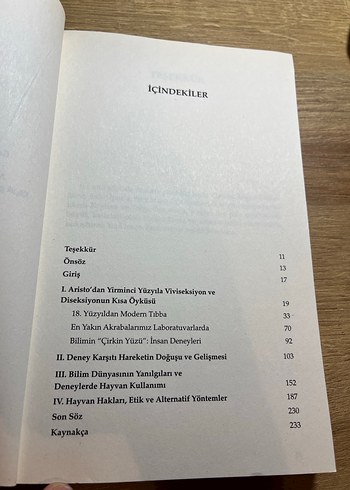 İÇİNDEKİLER
Teşekkür 11
Önsöz 13
Giriş 17
I. Aristo'dan Yirminci Yüzyıla Viviseksiyon ve
Diseksiyonun Kısa Öyküsü 19
18. Yüzyıldan Modern Tıbba 33
En Yakın Akrabalarımız Laboratuvarlarda 70
Bilimin "Çirkin Yüzü": İnsan Deneyleri 92
II. Deney Karşıtı Hareketin Doğuşu ve Gelişmesi 103
III. Bilim Dünyasının Yanılgıları ve
Deneylerde Hayvan Kullanımı 152
IV. Hayvan Hakları, Etik ve Alternatif Yöntemler 187
Son Söz 230
Kaynakça 233